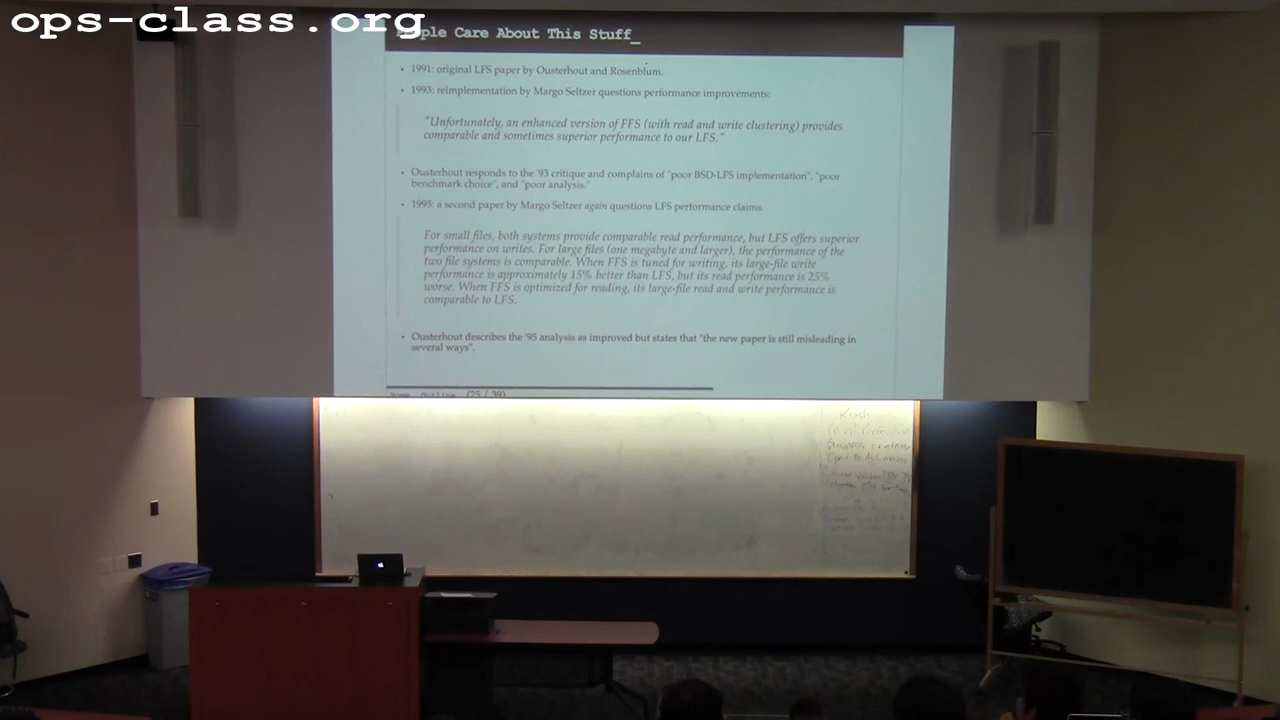 ops-class.org
ple Care About This Stuff_
• 1991: original LFS paper by Ousterhout and Rosenblum.
• 1993: reimplementation by Margo Seltzer questions performance improvements:
"Unfortunately, an enhanced version of FFS (with read and write clustering) provides
comparable and sometimes superior performance to our LFS."
• Ousterhout responds to the '93 critique and complains of "poor BSD-LFS implementation", "poor
benchmark choice", and "poor analysis."
• 1995: a second paper by Margo Seltzer again questions LFS performance claims.
For small files, both systems provide comparable read performance, but LFS offers superior
performance on writes. For large files (one megabyte and larger), the performance of the
two file systems is comparable. When FFS is tuned for writing, its large-file write
performance is approximately 15% better than LFS, but its read performance is 25%
worse. When FFS is optimized for reading, its large-file read and write performance is
comparable to LFS.
• Ousterhout describes the '95 analysis as improved but states that "the new paper is still misleading in
several ways".
Home Outline (25 / 39)